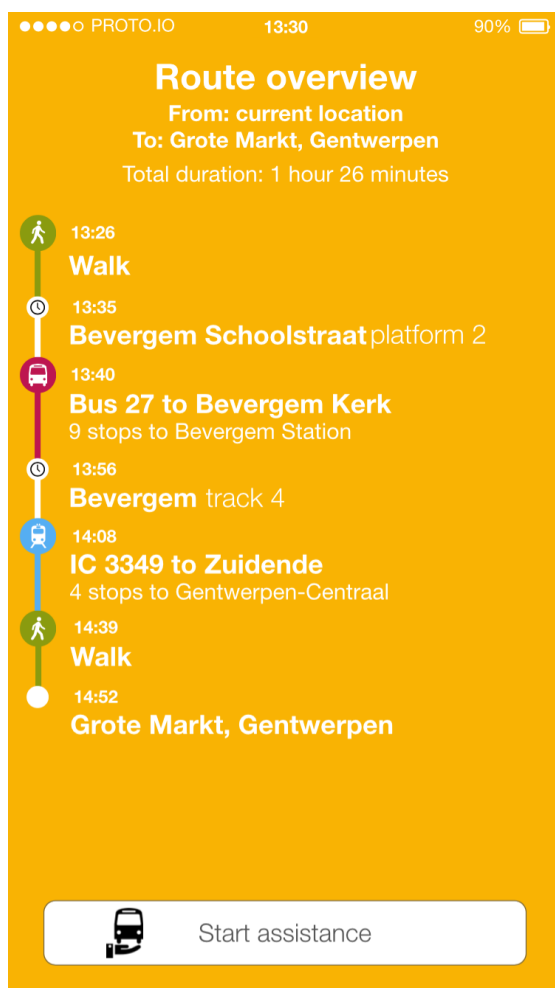 PROTO.IO 13:30 90%
Route overview
From: current location
To: Grote Markt, Gentwerpen
Total duration: 1 hour 26 minutes
13:26
Walk
13:35
Bevergem Schoolstraat platform 2
13:40
Bus 27 to Bevergem Kerk
9 stops to Bevergem Station
13:56
Bevergem track 4
14:08
IC 3349 to Zuidende
4 stops to Gentwerpen-Centraal
14:39
Walk
14:52
Grote Markt, Gentwerpen
Start assistance